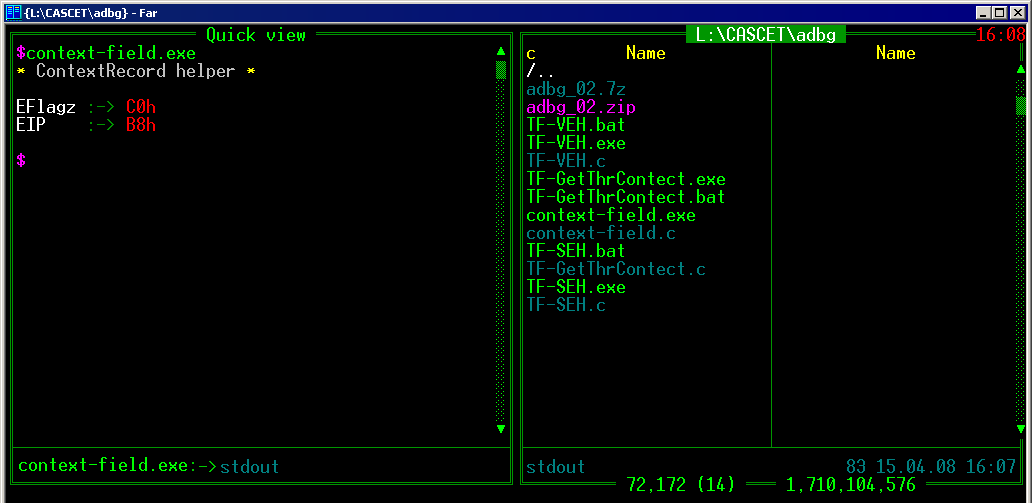 {L:\CASCET\adbg} - Far
Quick view
$context-field.exe
* ContextRecord helper *
EFlagz :-> C0h
EIP :-> B8h
$
context-field.exe:->stdout
L:\CASCET\adbg
16:08
c Name Name
/..
adbg_02.7z
adbg_02.zip
TF-VEH.bat
TF-VEH.exe
TF-VEH.c
TF-GetThrContect.exe
TF-GetThrContect.bat
context-field.exe
context-field.c
TF-SEH.bat
TF-GetThrContect.c
TF-SEH.exe
TF-SEH.c
stdout 83 15.04.08 16:07
72,172 (14) 1,710,104,576